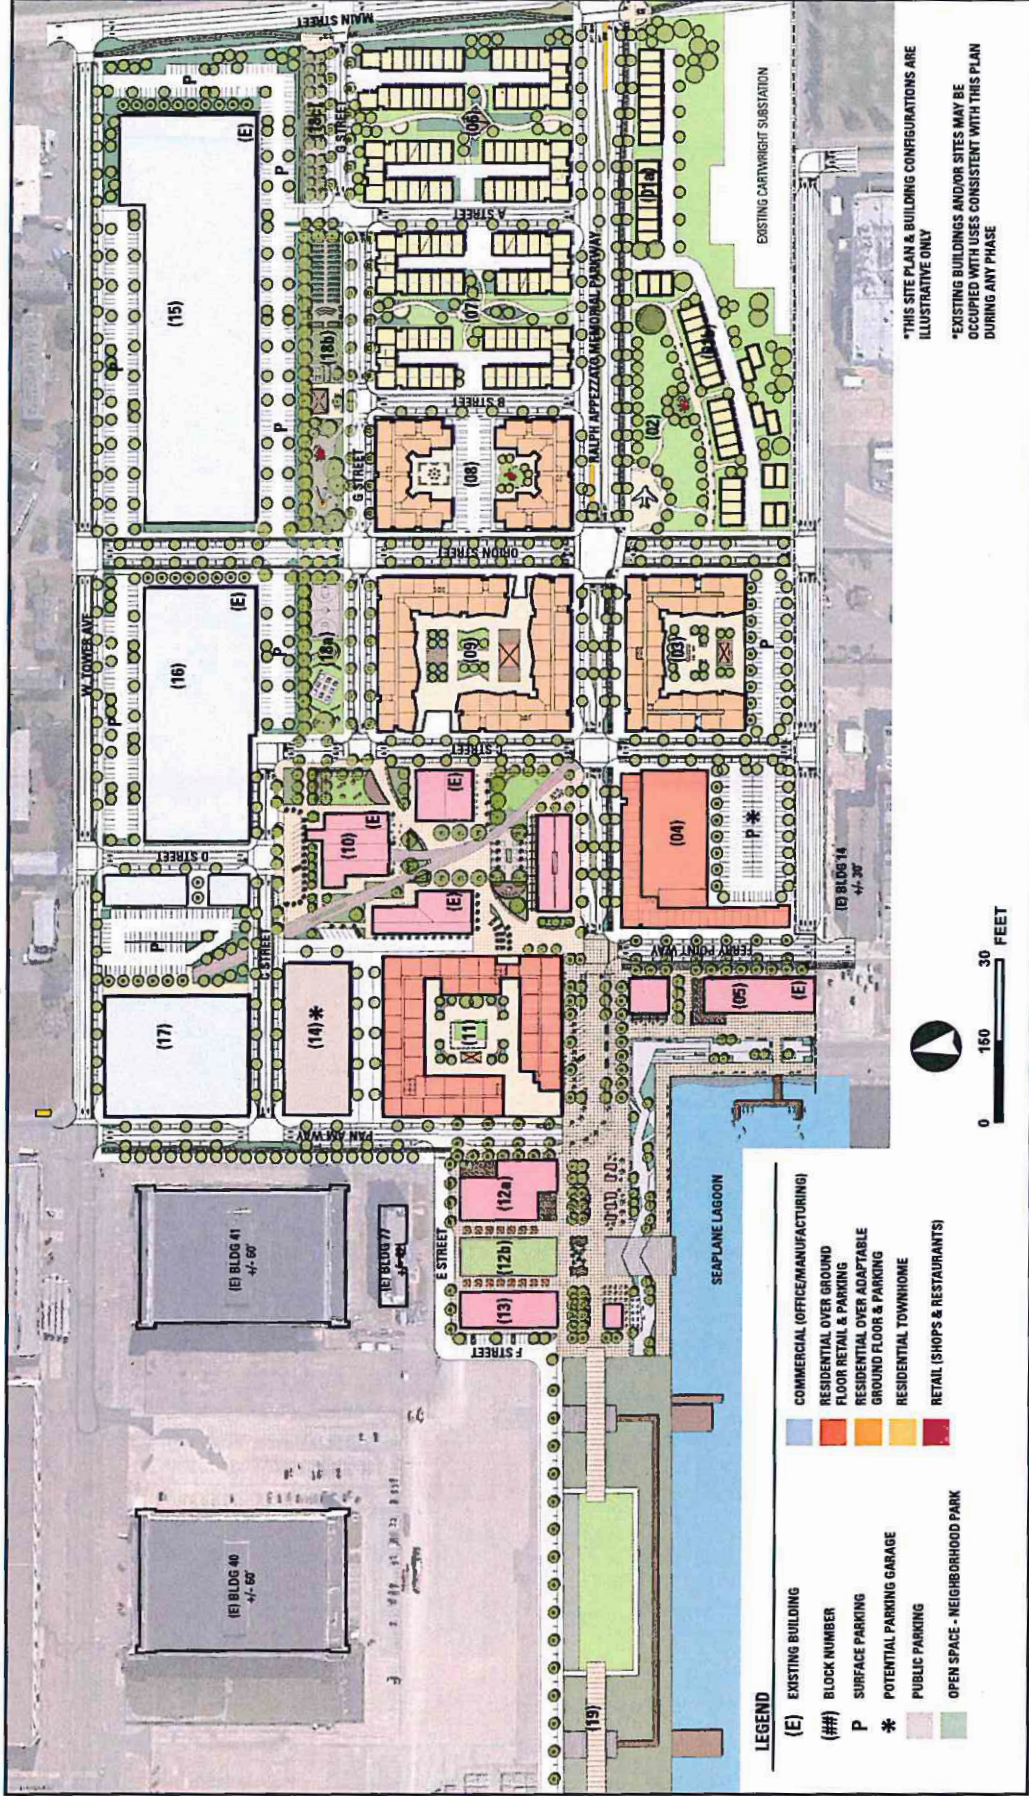 MAIN STREET
W. TOWER AVE
(15)
(E)
P
P
P
P
(16)
(E)
P
P
D STREET
P
(17)
(18b)
(18a)
G STREET
G STREET
(06)
A STREET
(07)
B STREET
(08)
ORION STREET
(09)
C STREET
(10)
(E)
(E)
(E)
(11)
(14)*
PAN AM WAY
RALPH APPEZZATO MEMORIAL PARKWAY
(01a)
EXISTING CARTWRIGHT SUBSTATION
(02)
(03)
P
(04)
P *
FERRY POINT WAY
(05)
(E)
(E) BLDG 14
+/- 30'
(E) BLDG 41
+/- 60'
(E) BLDG 77
E STREET
(12a)
(12b)
(13)
F STREET
(E) BLDG 40
+/- 60'
(19)
SEAPLANE LAGOON
*THIS SITE PLAN & BUILDING CONFIGURATIONS ARE
ILLUSTRATIVE ONLY
*EXISTING BUILDINGS AND/OR SITES MAY BE
OCCUPIED WITH USES CONSISTENT WITH THIS PLAN
DURING ANY PHASE
0 150 30 FEET
LEGEND
(E) EXISTING BUILDING
(##) BLOCK NUMBER
P SURFACE PARKING
* POTENTIAL PARKING GARAGE
PUBLIC PARKING
OPEN SPACE - NEIGHBORHOOD PARK
COMMERCIAL (OFFICE/MANUFACTURING)
RESIDENTIAL OVER GROUND
FLOOR RETAIL & PARKING
RESIDENTIAL OVER ADAPTABLE
GROUND FLOOR & PARKING
RESIDENTIAL TOWNHOME
RETAIL (SHOPS & RESTAURANTS)